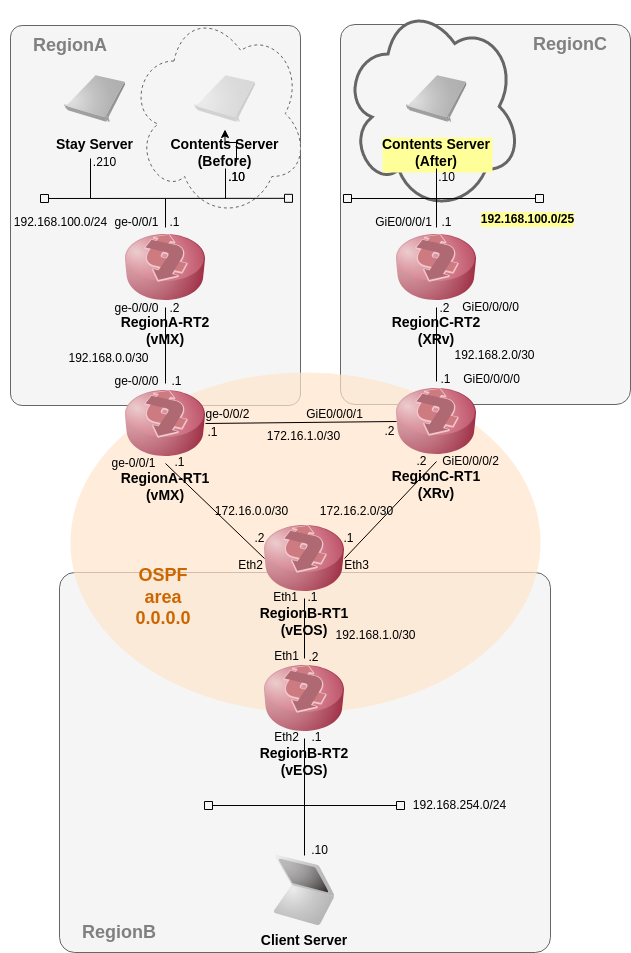 RegionA
RegionC
Stay Server
Contents Server
(Before)
Contents Server
(After)
.210
.10
.10
192.168.100.0/24
ge-0/0/1
.1
GiE0/0/0/1
.1
192.168.100.0/25
ge-0/0/0
.2
RegionA-RT2
(vMX)
.2
GiE0/0/0/0
RegionC-RT2
(XRv)
192.168.0.0/30
192.168.2.0/30
ge-0/0/0
.1
.1
GiE0/0/0/0
ge-0/0/2
GiE0/0/0/1
.1
172.16.1.0/30
.2
ge-0/0/1
.1
RegionA-RT1
(vMX)
.2
GiE0/0/0/2
RegionC-RT1
(XRv)
172.16.0.0/30
172.16.2.0/30
.2
.1
Eth2
Eth3
OSPF
area
0.0.0.0
Eth1
.1
RegionB-RT1
(vEOS)
192.168.1.0/30
Eth1
.2
Eth2
.1
RegionB-RT2
(vEOS)
192.168.254.0/24
.10
RegionB
Client Server